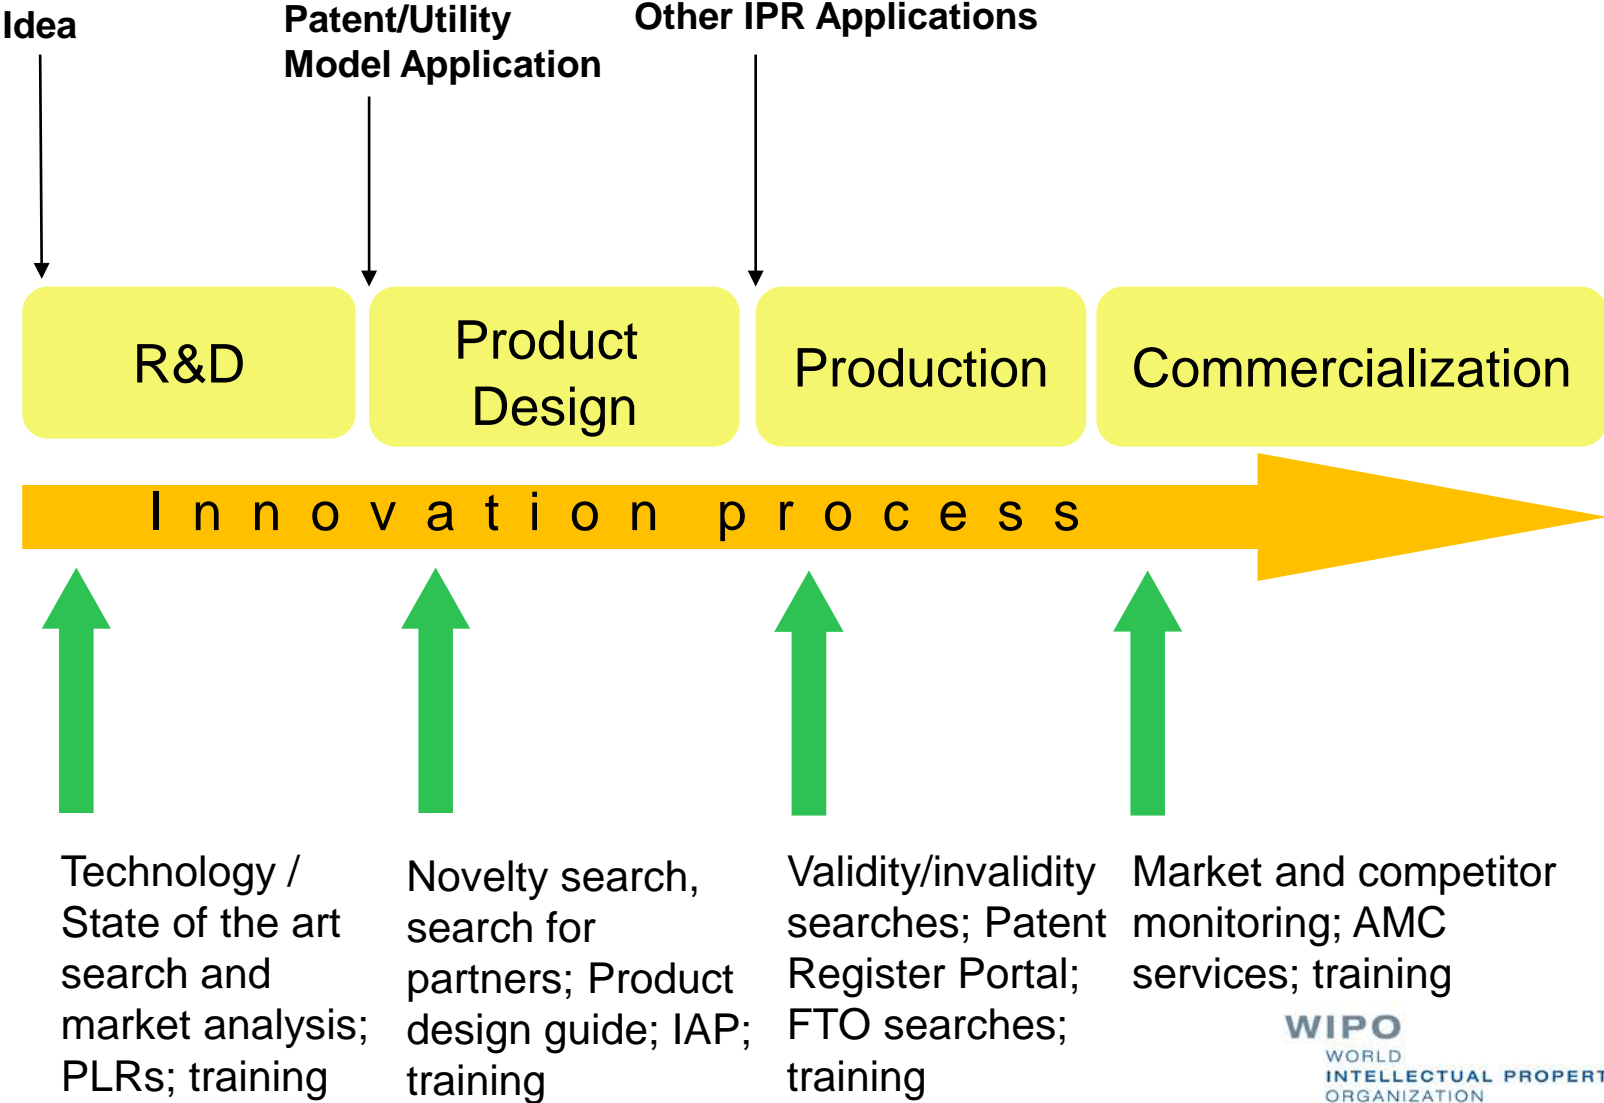 Idea
Patent/Utility
Model Application
Other IPR Applications
R&D
Product
Design
Production
Commercialization
Innovation process
Technology /
State of the art
search and
market analysis;
PLRs; training
Novelty search,
search for
partners; Product
design guide; IAP;
training
Validity/invalidity
searches; Patent
Register Portal;
FTO searches;
training
Market and competitor
monitoring; AMC
services; training
WIPO
WORLD
INTELLECTUAL PROPERT
ORGANIZATION